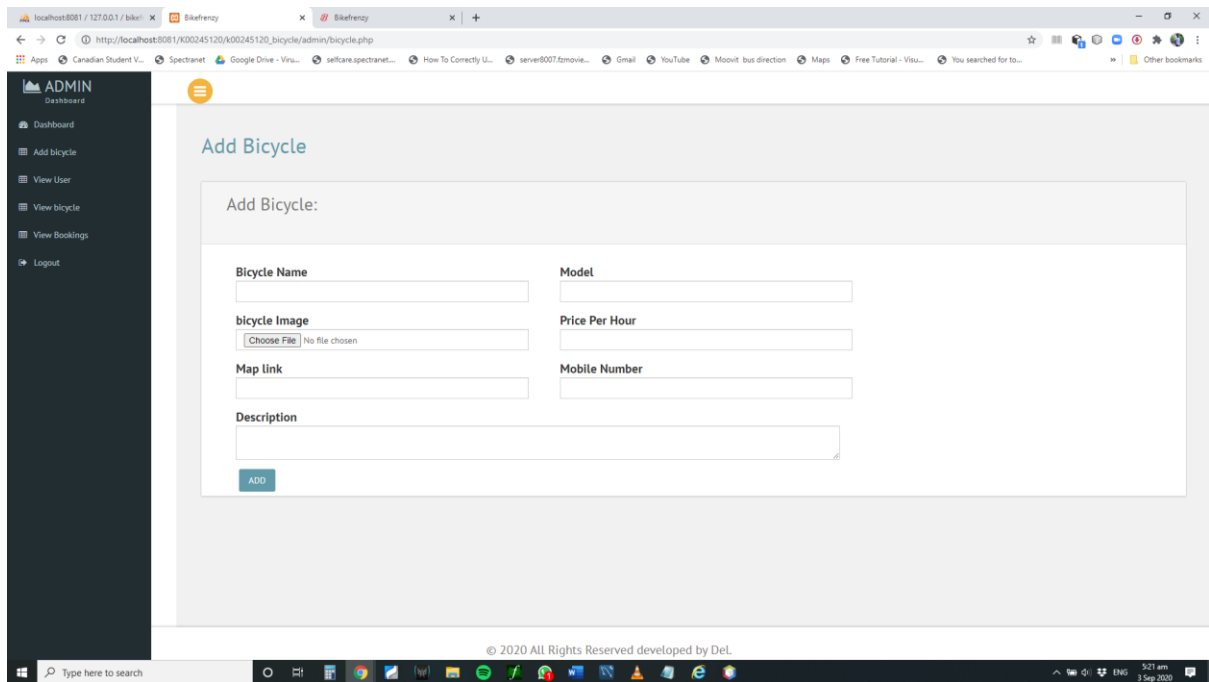 localhost:8081 / 127.0.0.1 / bikef Bikefrenzy Bikefrenzy
http://localhost:8081/K00245120/k00245120_bicycle/admin/bicycle.php
Apps Canadian Student V... Spectranet Google Drive - Viru... selfcare.spectranet.... How To Correctly U... server8007.fzmovie... Gmail YouTube Moovit bus direction Maps Free Tutorial - Visu... You searched for to... » Other bookmarks
ADMIN
Dashboard
Dashboard
Add bicycle
View User
View bicycle
View Bookings
Logout
Add Bicycle
Add Bicycle:
Bicycle Name Model
bicycle Image Price Per Hour
Choose File No file chosen
Map link Mobile Number
Description
ADD
© 2020 All Rights Reserved developed by DeL
Type here to search ENG 5:21 am
3 Sep 2020